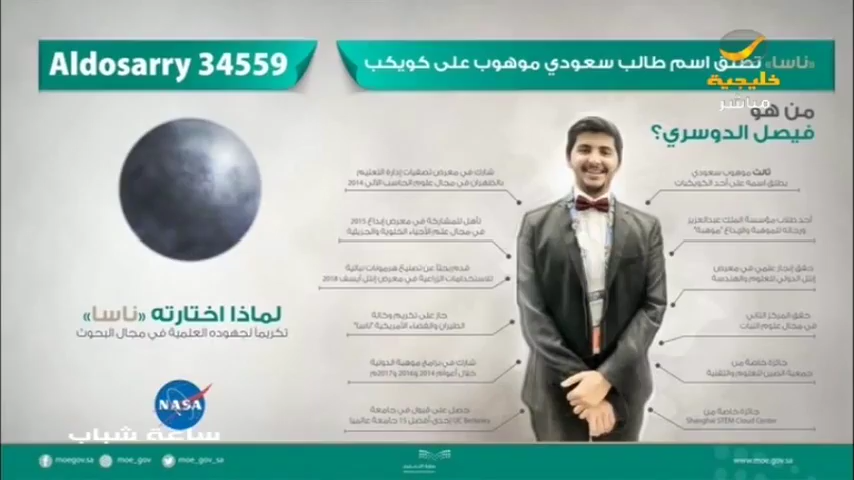 «ناسا» تطلق اسم طالب سعودي موهوب على كويكب
Aldosarry 34559
خليجية
مباشر
من هو
فيصل الدوسري؟
ثالث موهوب سعودي
يطلق اسمه على أحد الكويكبات
أحد طلاب مؤسسة الملك عبدالعزيز
ورجاله للموهبة والإبداع "موهبة"
حقق إنجاز علمي في معرض
إنتل الدولي للعلوم والهندسة
حقق المركز الثاني
في مجال علوم النبات
جائزة خاصة من
جمعية الصين للعلوم والتقنية
جائزة خاصة من
Shanghai STEM Cloud Center
شارك في معرض تصفيات إدارة التعليم
بالظهران في مجال علوم الحاسب الآلي 2014
تأهل للمشاركة في معرض إبداع 2015
في مجال علم الأحياء الخلوية والجزيئية
قدم بحثاً عن تصنيع هرمونات نباتية
للاستخدامات الزراعية في معرض إنتل آيسف 2016
حاز على تكريم وكالة
الطيران والفضاء الأمريكية "ناسا"
شارك في برامج موهبة الدولية
خلال أعوام 2014 و2016 و2017م
حصل على قبول في جامعة
UC Berkeley إحدى أفضل 15 جامعة عالمياً
لماذا اختارته «ناسا»
تكريماً لجهوده العلمية في مجال البحوث
NASA
ساعة شباب
moegov.sa
moe_gov
moe_gov_sa
وزارة التعليم
www.moe.gov.sa